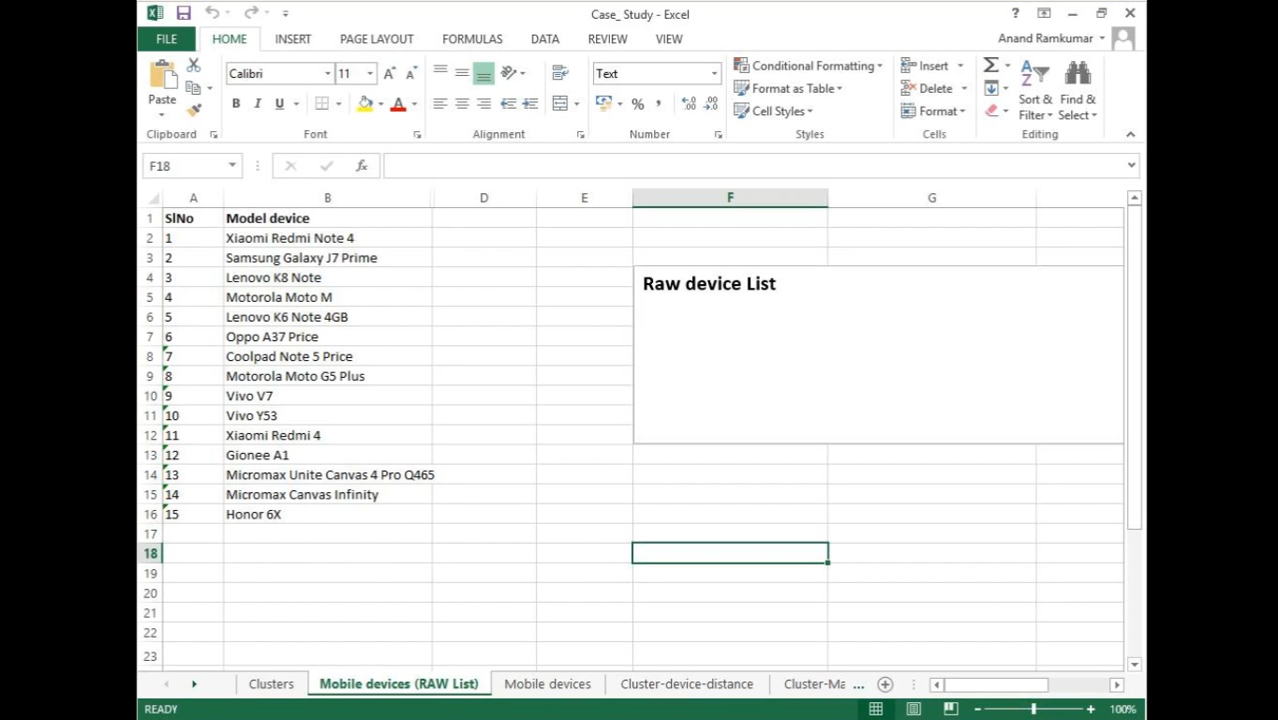 Case_ Study - Excel
?
FILE HOME INSERT PAGE LAYOUT FORMULAS DATA REVIEW VIEW Anand Ramkumar
Paste
Calibri 11
B I U A
Text
% ,
Conditional Formatting
Format as Table
Cell Styles
Insert
Delete
Format
Sort & Filter
Find & Select
Clipboard Font Alignment Number Styles Cells Editing
F18 fx
A B D E F G
1 SlNo Model device
2 1 Xiaomi Redmi Note 4
3 2 Samsung Galaxy J7 Prime
4 3 Lenovo K8 Note
Raw device List
5 4 Motorola Moto M
6 5 Lenovo K6 Note 4GB
7 6 Oppo A37 Price
8 7 Coolpad Note 5 Price
9 8 Motorola Moto G5 Plus
10 9 Vivo V7
11 10 Vivo Y53
12 11 Xiaomi Redmi 4
13 12 Gionee A1
14 13 Micromax Unite Canvas 4 Pro Q465
15 14 Micromax Canvas Infinity
16 15 Honor 6X
17
18
19
20
21
22
23
Clusters Mobile devices (RAW List) Mobile devices Cluster-device-distance Cluster-Ma ...
READY 100%